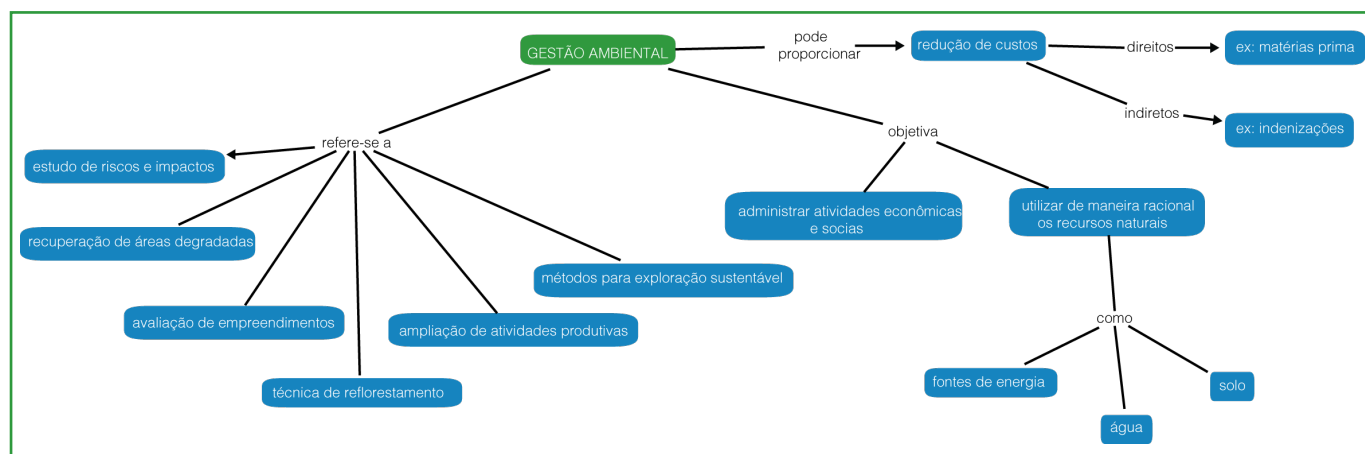 GESTÃO AMBIENTAL
pode
proporcionar
redução de custos
direitos
ex: matérias prima
indiretos
ex: indenizações
refere-se a
estudo de riscos e impactos
recuperação de áreas degradadas
avaliação de empreendimentos
técnica de reflorestamento
ampliação de atividades produtivas
métodos para exploração sustentável
objetiva
administrar atividades econômicas
e socias
utilizar de maneira racional
os recursos naturais
como
fontes de energia
água
solo